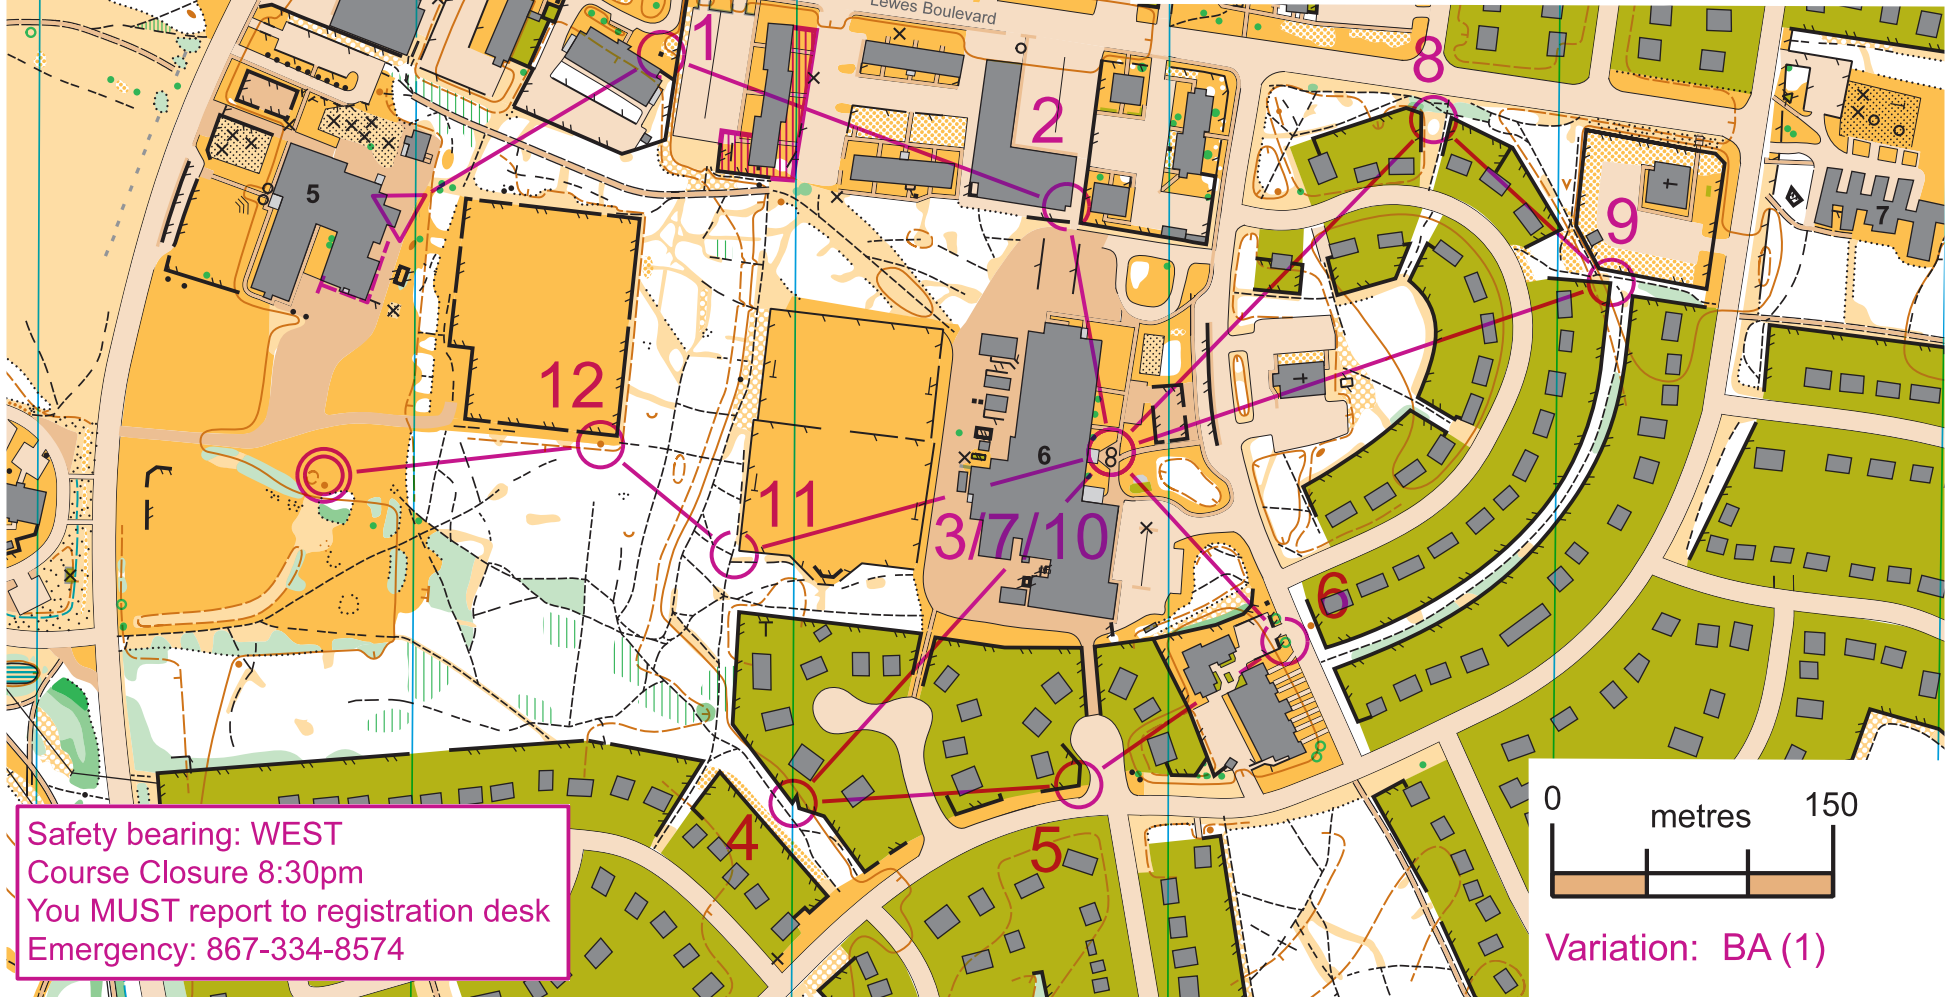 Lewes Boulevard
1
2
8
5
9
7
12
6
8
11
3/7/10
6
4
5
Safety bearing: WEST
Course Closure 8:30pm
You MUST report to registration desk
Emergency: 867-334-8574
0 metres 150
Variation: BA (1)